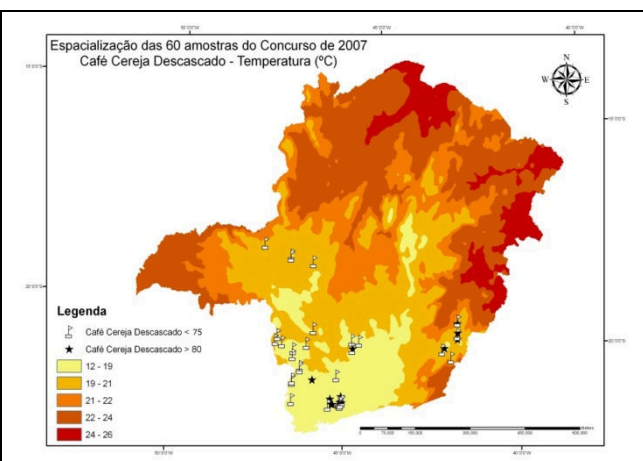 Espacialização das 60 amostras do Concurso de 2007
Café Cereja Descascado - Temperatura (ºC)
N
W E
S
Legenda
Café Cereja Descascado < 75
Café Cereja Descascado > 80
12 - 19
19 - 21
21 - 22
22 - 24
24 - 26